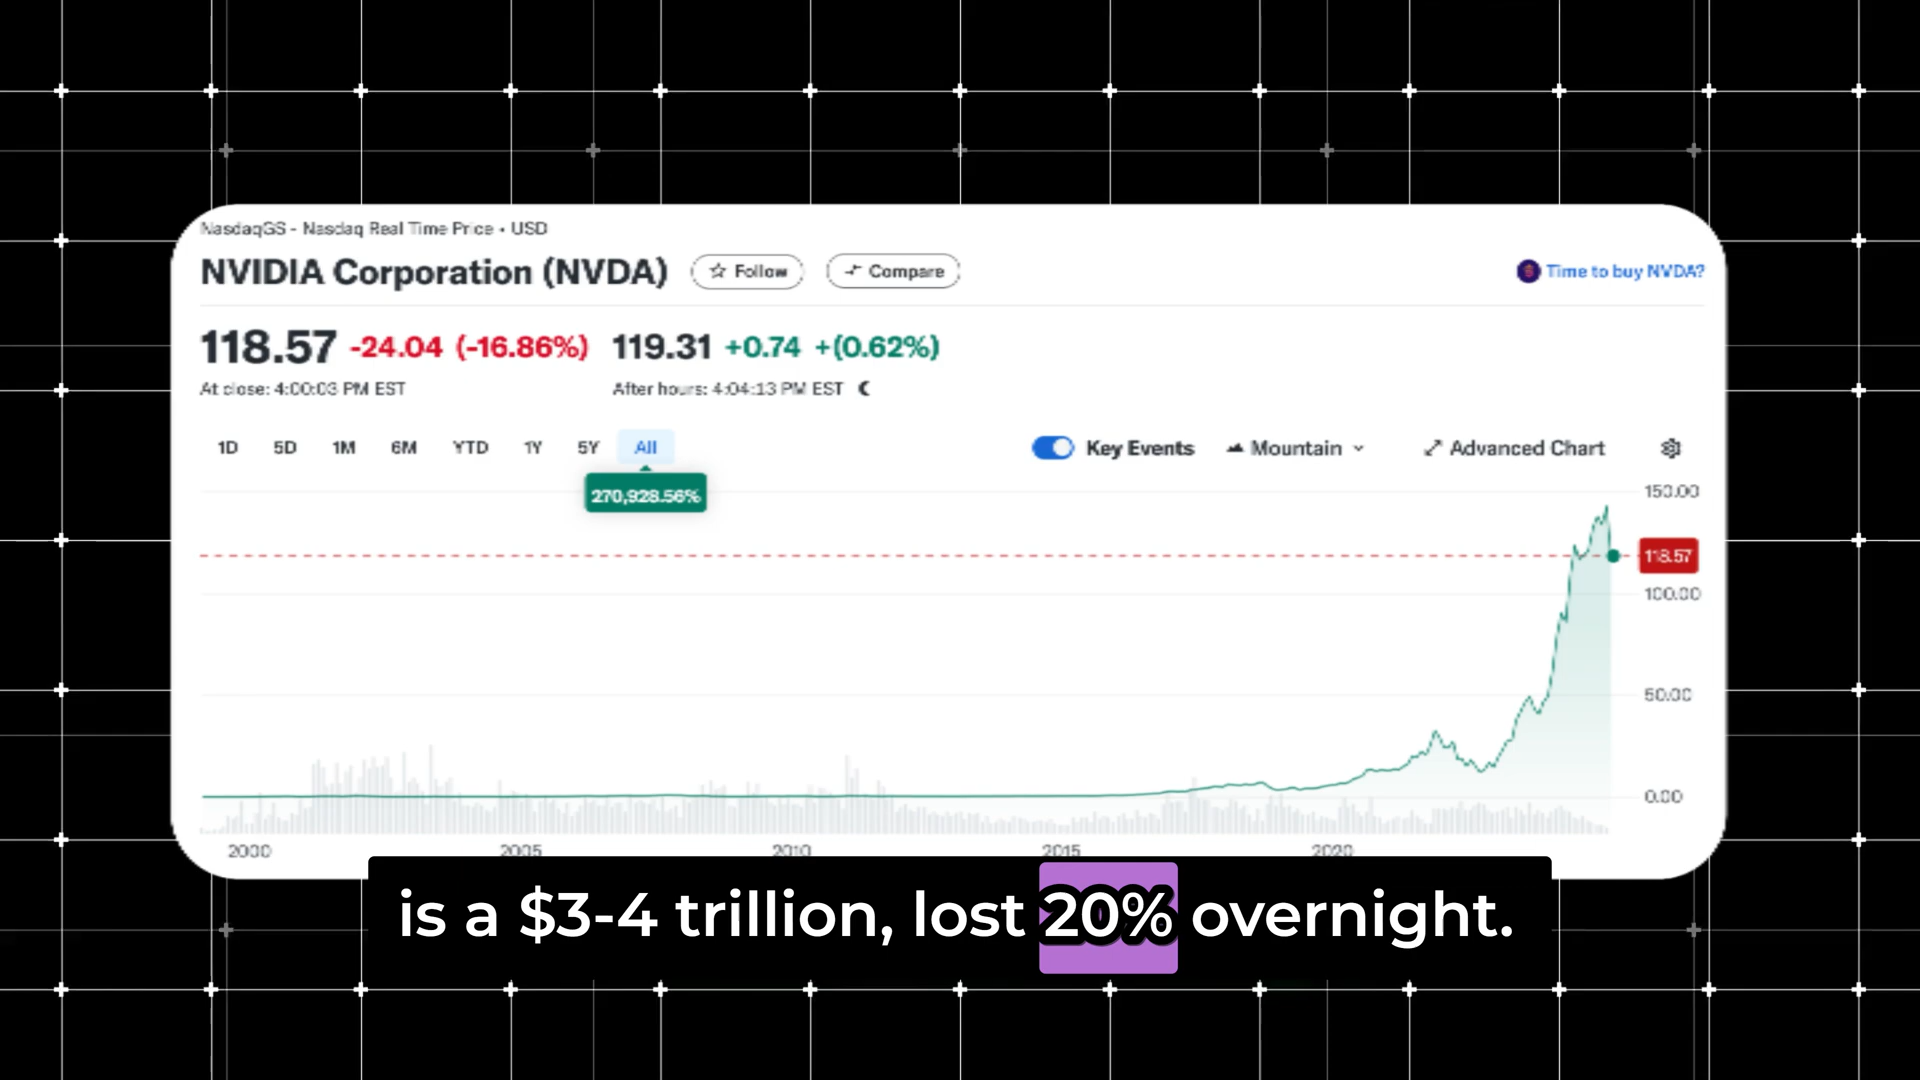 NasdaqGS - Nasdaq Real Time Price • USD
NVIDIA Corporation (NVDA) Follow Compare Time to buy NVDA?
118.57 -24.04 (-16.86%) 119.31 +0.74 +(0.62%)
At close: 4:00:03 PM EST After hours: 4:04:13 PM EST
1D 5D 1M 6M YTD 1Y 5Y All Key Events Mountain Advanced Chart
270,928.56%
150.00
118.57
100.00
50.00
0.00
2000 2005 2010 2015 2020
is a $3-4 trillion, lost 20% overnight.